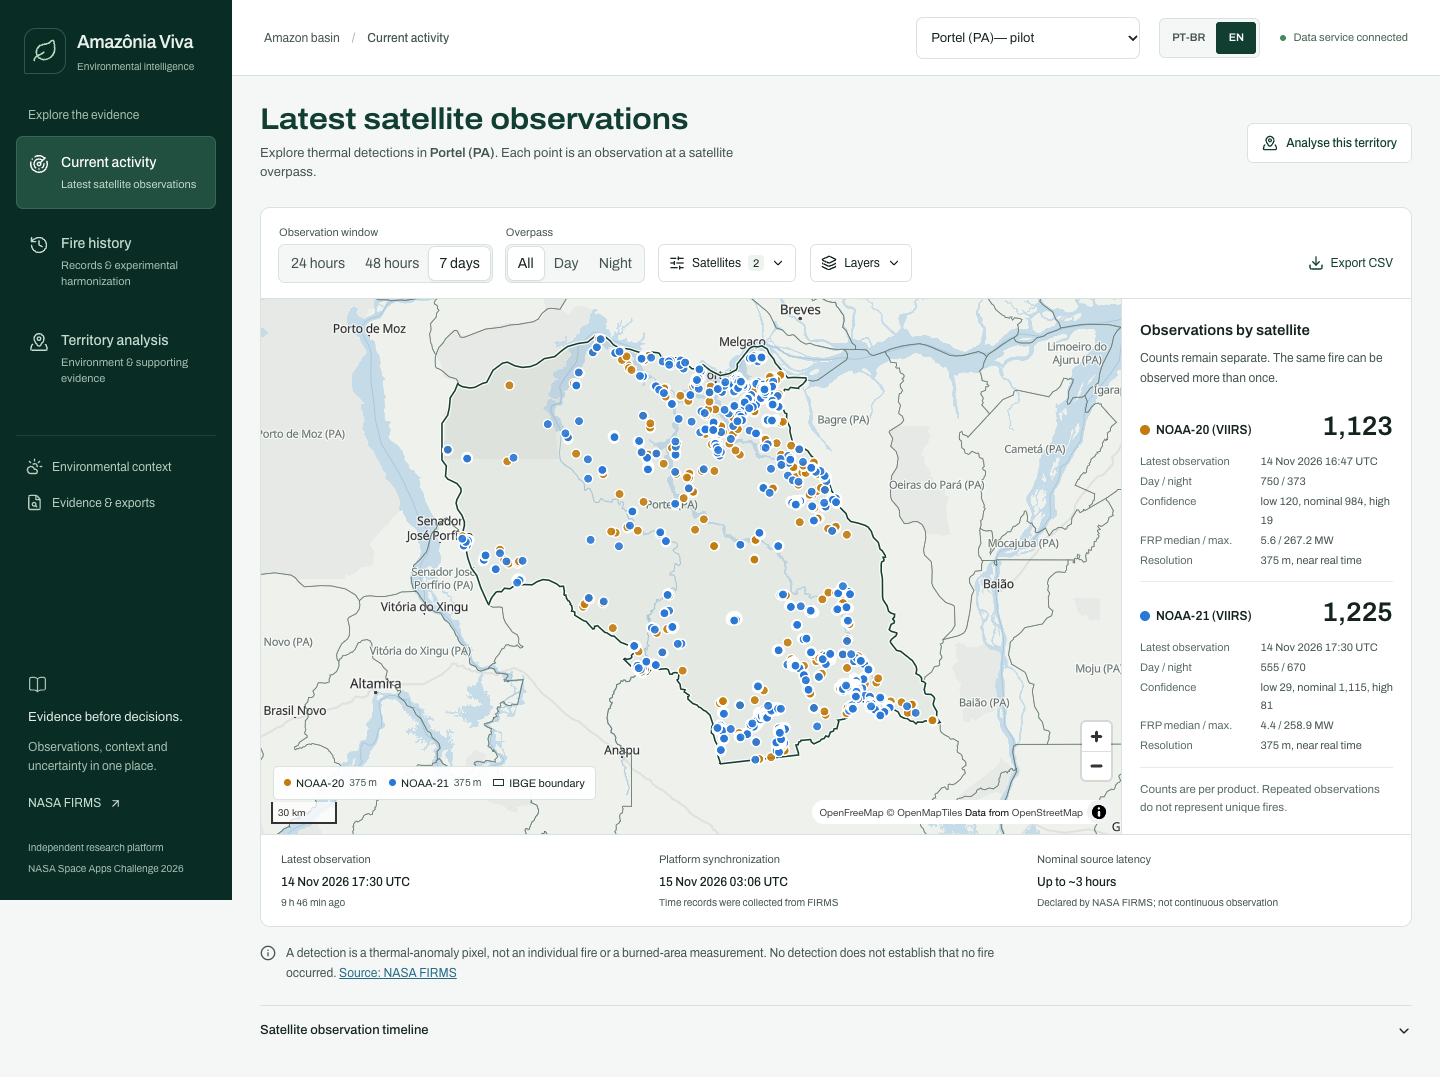 Amazônia Viva
Environmental intelligence
Explore the evidence
Current activity
Latest satellite observations
Fire history
Records & experimental
harmonization
Territory analysis
Environment & supporting
evidence
Environmental context
Evidence & exports
Evidence before decisions.
Observations, context and
uncertainty in one place.
NASA FIRMS
Independent research platform
NASA Space Apps Challenge 2026
Amazon basin / Current activity
Portel (PA)— pilot
PT-BR EN
Data service connected
Latest satellite observations
Explore thermal detections in Portel (PA). Each point is an observation at a satellite
overpass.
Analyse this territory
Observation window
24 hours 48 hours 7 days
Overpass
All Day Night
Satellites 2
Layers
Export CSV
Breves
Porto de Moz
Melgaço
Limoeiro do
Ajuru (PA)
Igara
Bagre (PA)
Porto de Moz (PA)
Cametá (PA)
Oeiras do Pará (PA)
Senador
José Porfírio
Mocajuba (PA)
Senador José
Porfírio (PA)
Baião
Vitória do Xingu
Novo (PA)
Vitória do Xingu (PA)
Moju (PA)
Altamira
Baião (PA)
Brasil Novo
Anapu
NOAA-20 375 m NOAA-21 375 m IBGE boundary
30 km
OpenFreeMap © OpenMapTiles Data from OpenStreetMap
G
Observations by satellite
Counts remain separate. The same fire can be
observed more than once.
NOAA-20 (VIIRS) 1,123
Latest observation 14 Nov 2026 16:47 UTC
Day / night 750 / 373
Confidence low 120, nominal 984, high
19
FRP median / max. 5.6 / 267.2 MW
Resolution 375 m, near real time
NOAA-21 (VIIRS) 1,225
Latest observation 14 Nov 2026 17:30 UTC
Day / night 555 / 670
Confidence low 29, nominal 1,115, high
81
FRP median / max. 4.4 / 258.9 MW
Resolution 375 m, near real time
Counts are per product. Repeated observations
do not represent unique fires.
Latest observation
14 Nov 2026 17:30 UTC
9 h 46 min ago
Platform synchronization
15 Nov 2026 03:06 UTC
Time records were collected from FIRMS
Nominal source latency
Up to ~3 hours
Declared by NASA FIRMS; not continuous observation
A detection is a thermal-anomaly pixel, not an individual fire or a burned-area measurement. No detection does not establish that no fire
occurred. Source: NASA FIRMS
Satellite observation timeline